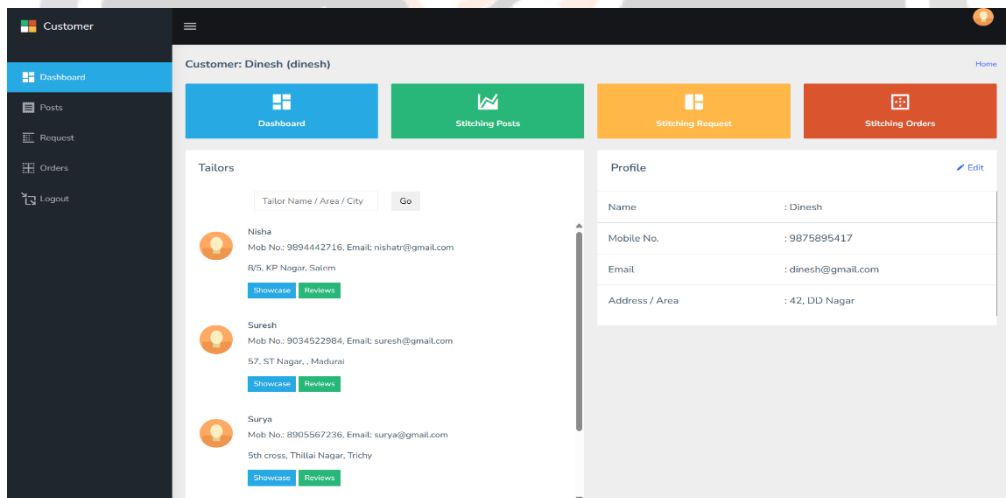 Customer
Dashboard
Posts
Request
Orders
Logout
Customer: Dinesh (dinesh)
Home
Dashboard
Stitching Posts
Stitching Request
Stitching Orders
Tailors
Tailor Name / Area / City
Go
Nisha
Mob No.: 9894442716, Email: nishatr@gmail.com
8/5, KP Nagar, Salem
Showcase Reviews
Suresh
Mob No.: 9034522984, Email: suresh@gmail.com
57, ST Nagar, , Madurai
Showcase Reviews
Surya
Mob No.: 8905567236, Email: surya@gmail.com
5th cross, Thillai Nagar, Trichy
Showcase Reviews
Profile
Edit
Name : Dinesh
Mobile No. : 9875895417
Email : dinesh@gmail.com
Address / Area : 42, DD Nagar